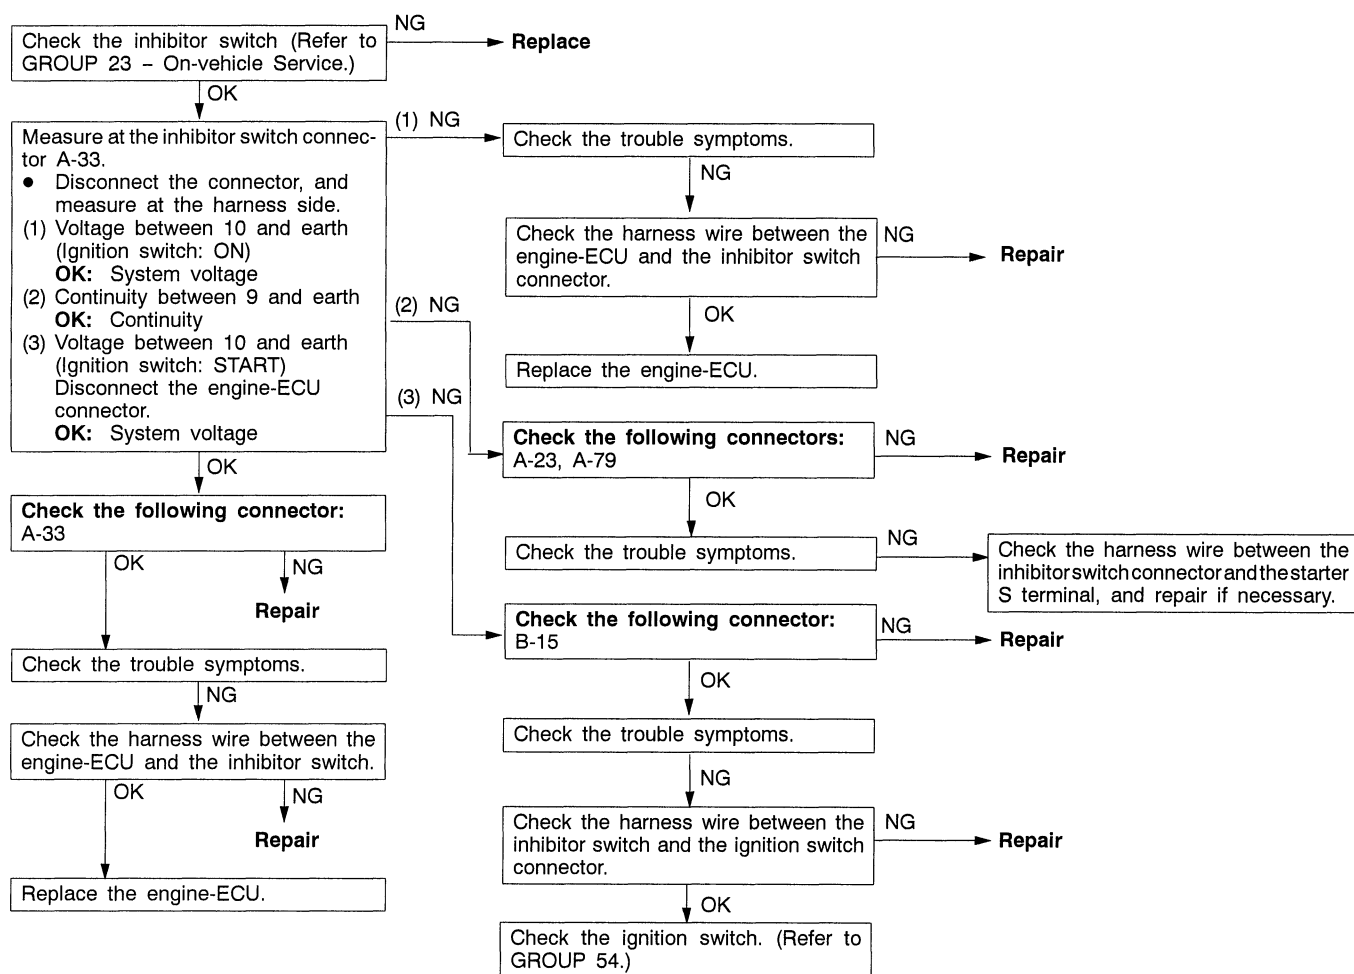 Check the inhibitor switch (Refer to
GROUP 23 – On-vehicle Service.)
NG
Replace
OK
Measure at the inhibitor switch connec-
tor A-33.
● Disconnect the connector, and
measure at the harness side.
(1) Voltage between 10 and earth
(Ignition switch: ON)
OK: System voltage
(2) Continuity between 9 and earth
OK: Continuity
(3) Voltage between 10 and earth
(Ignition switch: START)
Disconnect the engine-ECU
connector.
OK: System voltage
(1) NG
Check the trouble symptoms.
NG
Check the harness wire between the
engine-ECU and the inhibitor switch
connector.
NG
Repair
OK
Replace the engine-ECU.
(2) NG
Check the following connectors:
A-23, A-79
NG
Repair
OK
Check the trouble symptoms.
NG
Check the harness wire between the
inhibitor switch connector and the starter
S terminal, and repair if necessary.
(3) NG
Check the following connector:
B-15
NG
Repair
OK
Check the trouble symptoms.
NG
Check the harness wire between the
inhibitor switch and the ignition switch
connector.
NG
Repair
OK
Check the ignition switch. (Refer to
GROUP 54.)
OK
Check the following connector:
A-33
OK
NG
Repair
Check the trouble symptoms.
NG
Check the harness wire between the
engine-ECU and the inhibitor switch.
OK
NG
Repair
Replace the engine-ECU.